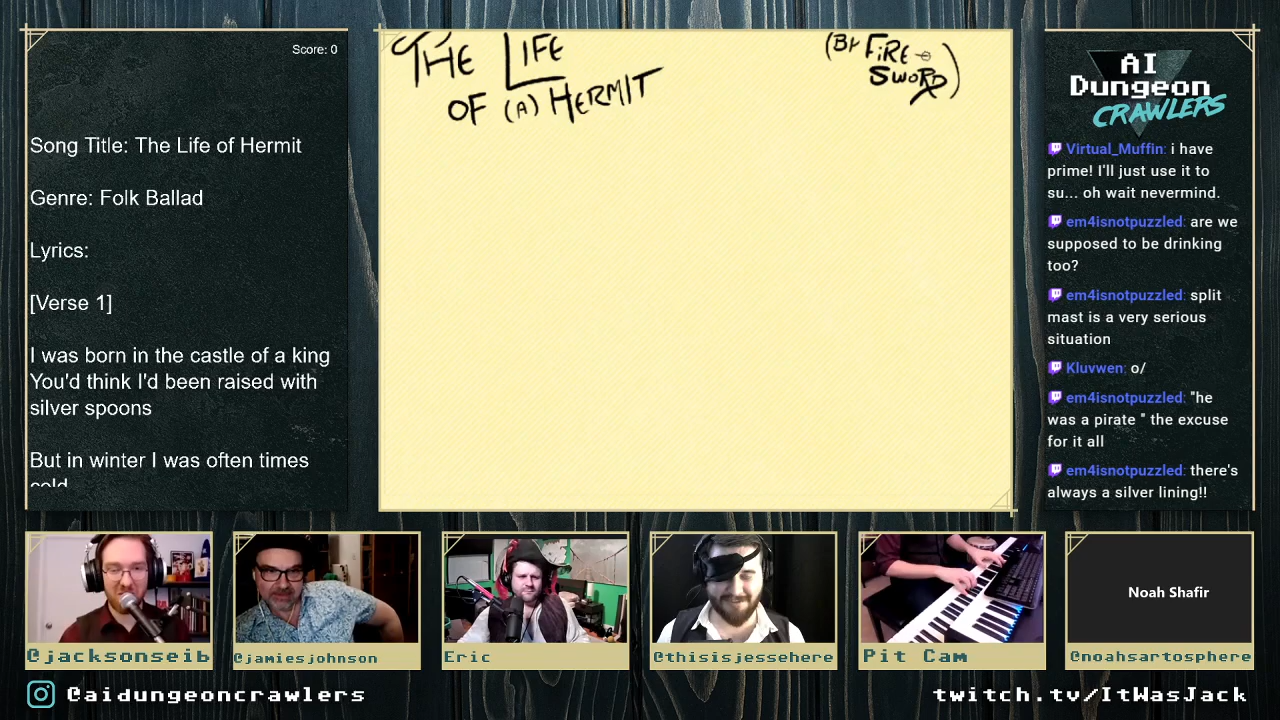 Score: 0
Song Title: The Life of Hermit
Genre: Folk Ballad
Lyrics:
[Verse 1]
I was born in the castle of a king
You'd think I'd been raised with
silver spoons
But in winter I was often times
cold
THE LIFE
OF (A) HERMIT
(BY FIRE
SWORD)
AI
Dungeon
CRAWLERS
Virtual_Muffin: i have
prime! I'll just use it to
su... oh wait nevermind.
em4isnotpuzzled: are we
supposed to be drinking
too?
em4isnotpuzzled: split
mast is a very serious
situation
Kluvwen: o/
em4isnotpuzzled: "he
was a pirate " the excuse
for it all
em4isnotpuzzled: there's
always a silver lining!!
Noah Shafir
@jacksonseib
@jamiesjohnson
Eric
@thisisjessehere
Pit Cam
@noahsartosphere
@aidungeoncrawlers
twitch.tv/ItWasJack